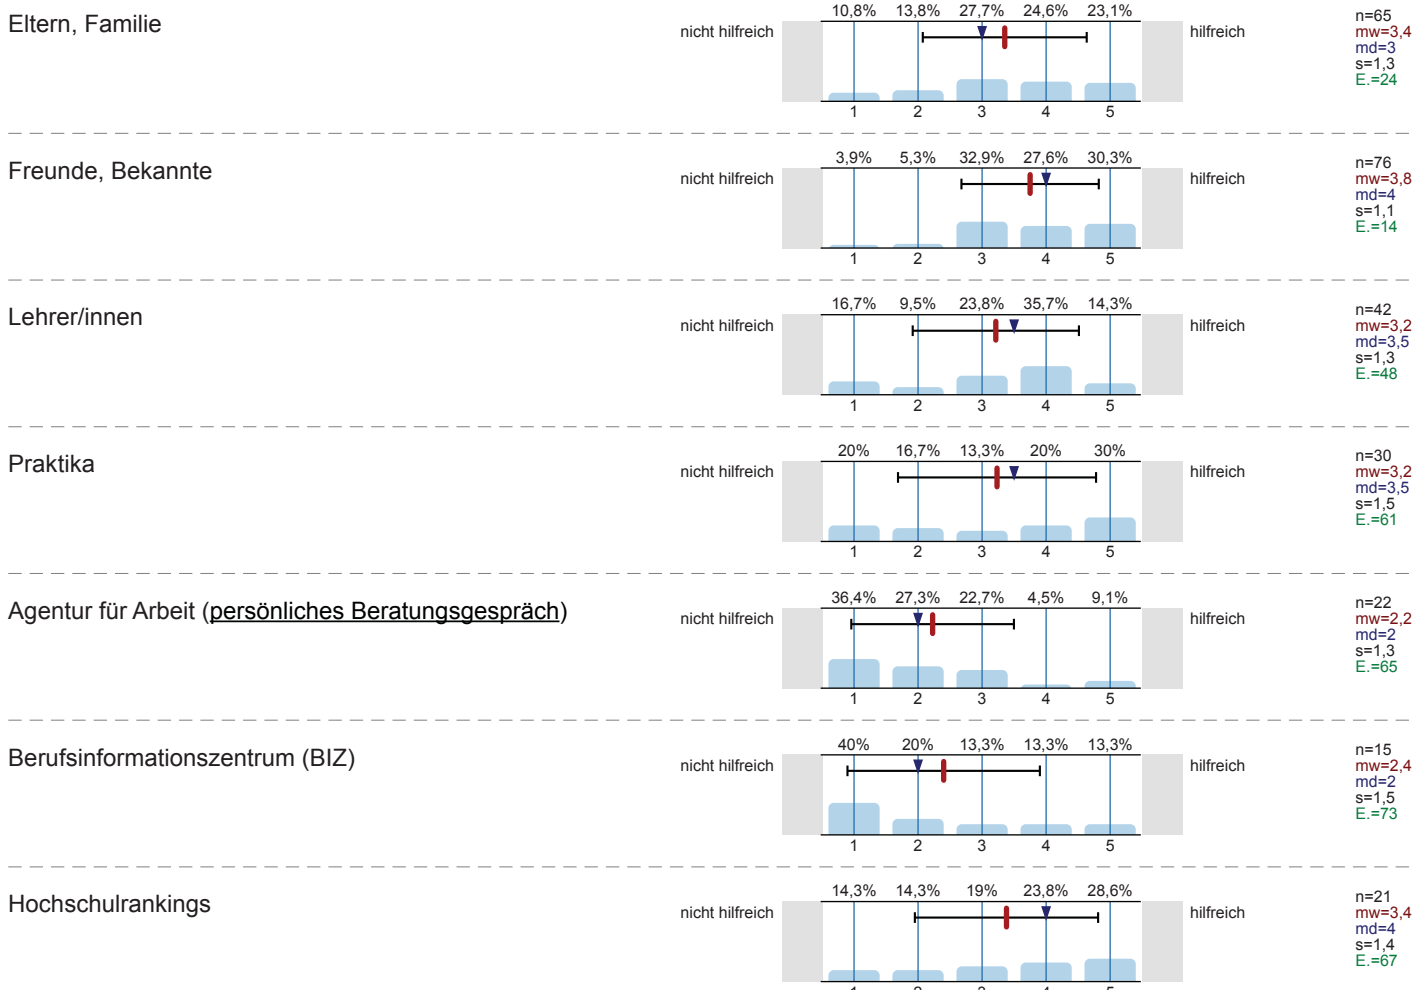 Eltern, Familie
nicht hilfreich
10,8% 13,8% 27,7% 24,6% 23,1%
1 2 3 4 5
hilfreich
n=65
mw=3,4
md=3
s=1,3
E.=24
Freunde, Bekannte
nicht hilfreich
3,9% 5,3% 32,9% 27,6% 30,3%
1 2 3 4 5
hilfreich
n=76
mw=3,8
md=4
s=1,1
E.=14
Lehrer/innen
nicht hilfreich
16,7% 9,5% 23,8% 35,7% 14,3%
1 2 3 4 5
hilfreich
n=42
mw=3,2
md=3,5
s=1,3
E.=48
Praktika
nicht hilfreich
20% 16,7% 13,3% 20% 30%
1 2 3 4 5
hilfreich
n=30
mw=3,2
md=3,5
s=1,5
E.=61
Agentur für Arbeit (persönliches Beratungsgespräch)
nicht hilfreich
36,4% 27,3% 22,7% 4,5% 9,1%
1 2 3 4 5
hilfreich
n=22
mw=2,2
md=2
s=1,3
E.=65
Berufsinformationszentrum (BIZ)
nicht hilfreich
40% 20% 13,3% 13,3% 13,3%
1 2 3 4 5
hilfreich
n=15
mw=2,4
md=2
s=1,5
E.=73
Hochschulrankings
nicht hilfreich
14,3% 14,3% 19% 23,8% 28,6%
1 2 3 4 5
hilfreich
n=21
mw=3,4
md=4
s=1,4
E.=67